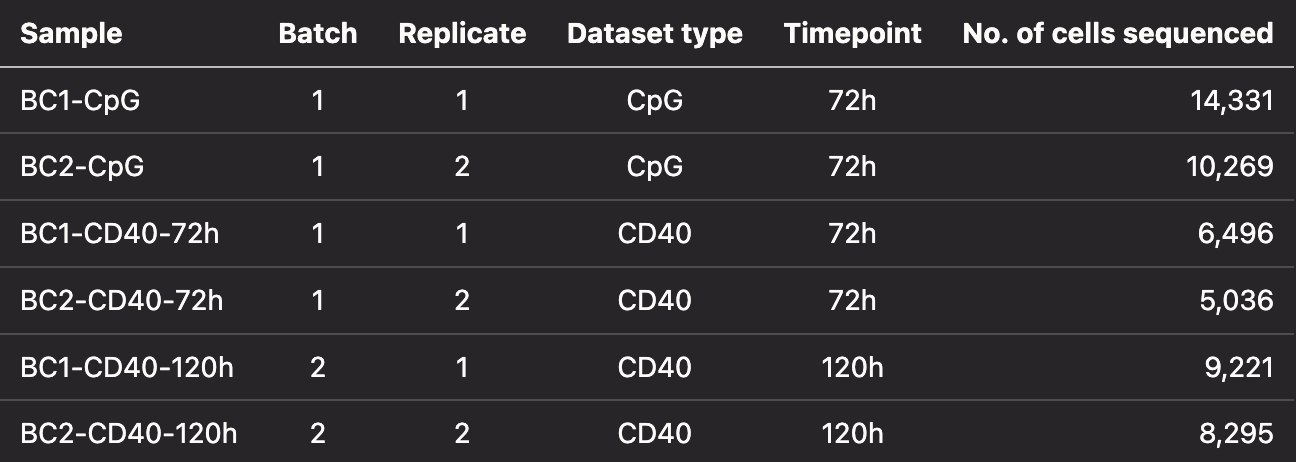 Sample Batch Replicate Dataset type Timepoint No. of cells sequenced
BC1-CpG 1 1 CpG 72h 14,331
BC2-CpG 1 2 CpG 72h 10,269
BC1-CD40-72h 1 1 CD40 72h 6,496
BC2-CD40-72h 1 2 CD40 72h 5,036
BC1-CD40-120h 2 1 CD40 120h 9,221
BC2-CD40-120h 2 2 CD40 120h 8,295